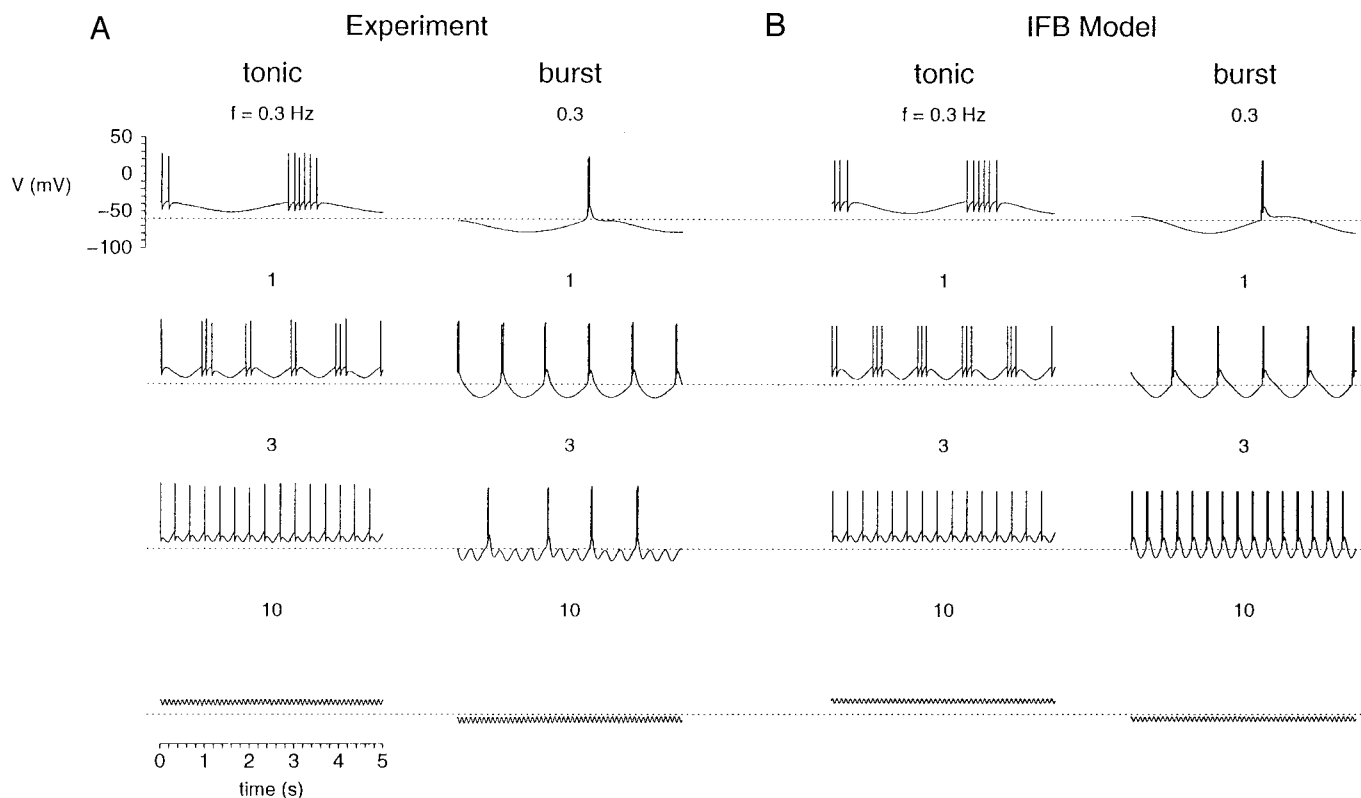 A Experiment B IFB Model
tonic burst tonic burst
f = 0.3 Hz 0.3 f = 0.3 Hz 0.3
50
0
V (mV)
−50
−100
1 1 1 1
3 3 3 3
10 10 10 10
0 1 2 3 4 5
time (s)